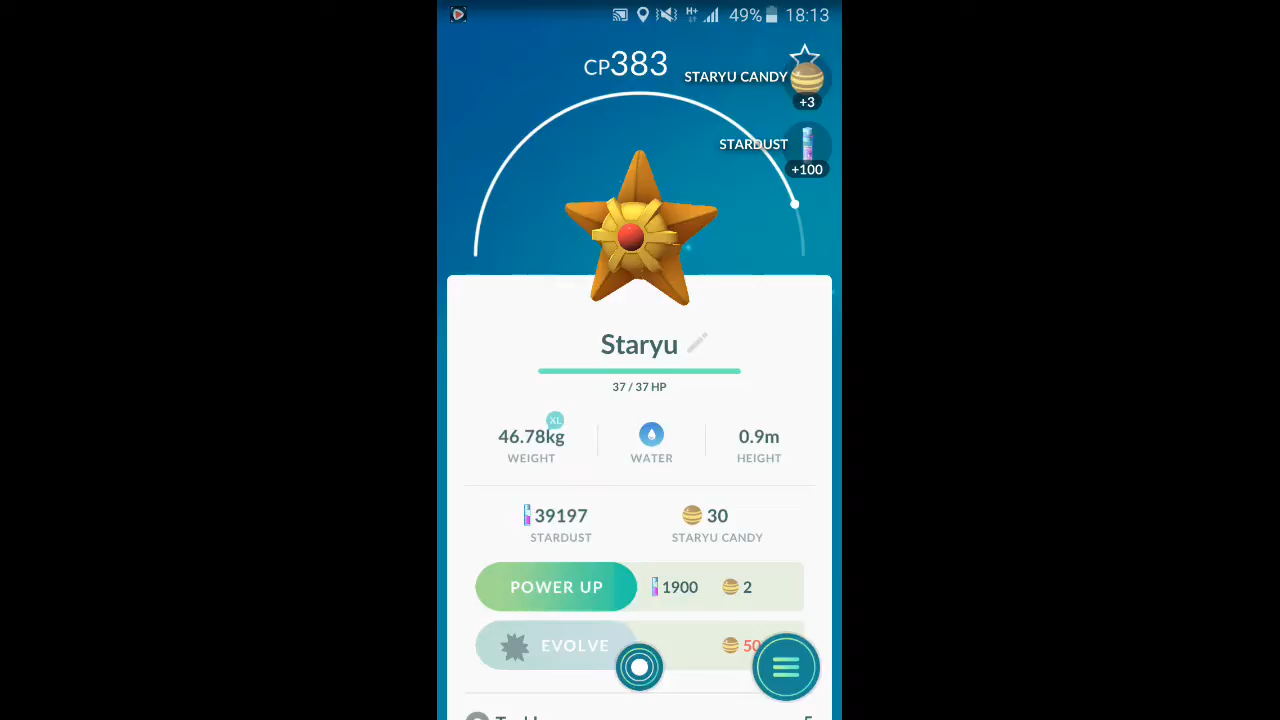 H+ 49% 18:13
CP383
STARYU CANDY
+3
STARDUST
+100
Staryu
37 / 37 HP
XL
46.78kg
WEIGHT
WATER
0.9m
HEIGHT
39197
STARDUST
30
STARYU CANDY
POWER UP 1900 2
EVOLVE 50
5